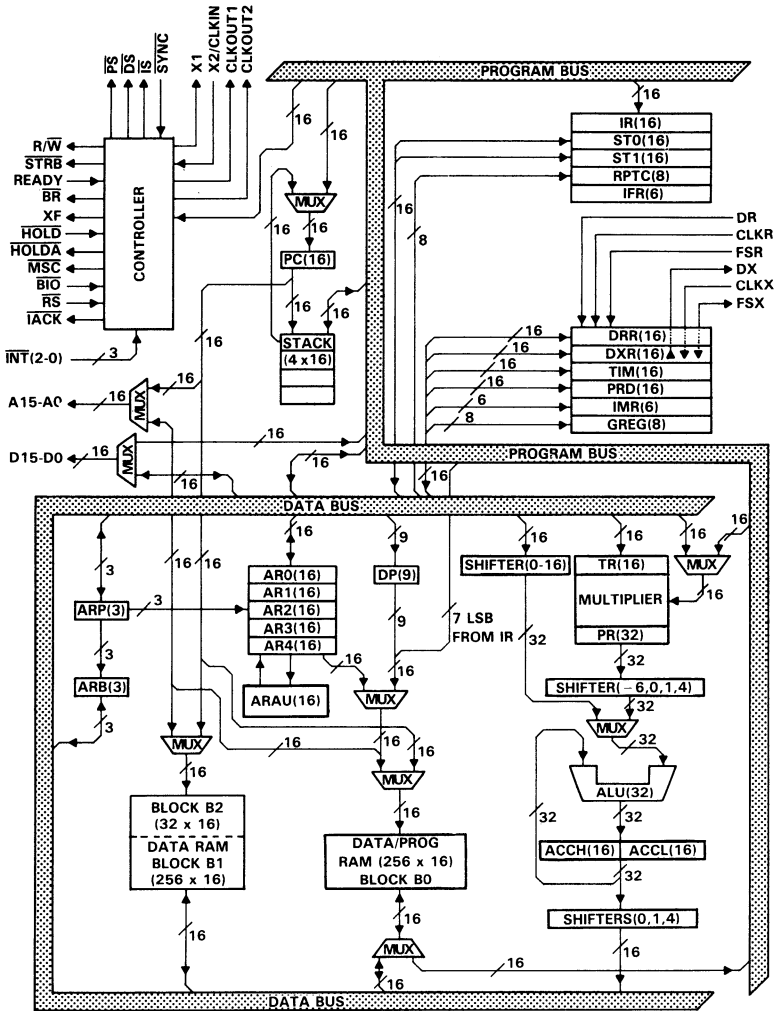 PS DS IS SYNC X1 X2/CLKIN CLKOUT1 CLKOUT2
PROGRAM BUS
16
16
16
R/W
STRB
READY
BR
XF
HOLD
HOLDA
MSC
BIO
RS
IACK
CONTROLLER
INT(2-0)
3
MUX
16
16
PC(16)
16
16
STACK
(4 x 16)
16
16
8
IR(16)
ST0(16)
ST1(16)
RPTC(8)
IFR(6)
DR
CLKR
FSR
DX
CLKX
FSX
16
16
16
16
6
8
DRR(16)
DXR(16)
TIM(16)
PRD(16)
IMR(6)
GREG(8)
A15-A0
16
MUX
16
D15-D0
16
MUX
16
16
16
PROGRAM BUS
16
DATA BUS
3
16
9
16
16
16
16
16
16
ARP(3)
3
3
ARB(3)
3
AR0(16)
AR1(16)
AR2(16)
AR3(16)
AR4(16)
ARAU(16)
DP(9)
9
16
16
MUX
7 LSB
FROM IR
SHIFTER(0-16)
32
TR(16)
MULTIPLIER
PR(32)
MUX
16
32
SHIFTER(−6,0,1,4)
32
MUX
32
MUX
16
16
16
16
MUX
16
ALU(32)
32
32
BLOCK B2
(32 x 16)
DATA RAM
BLOCK B1
(256 x 16)
DATA/PROG
RAM (256 x 16)
BLOCK B0
ACCH(16) ACCL(16)
32
SHIFTERS(0,1,4)
16
16
16
MUX
16
16
DATA BUS